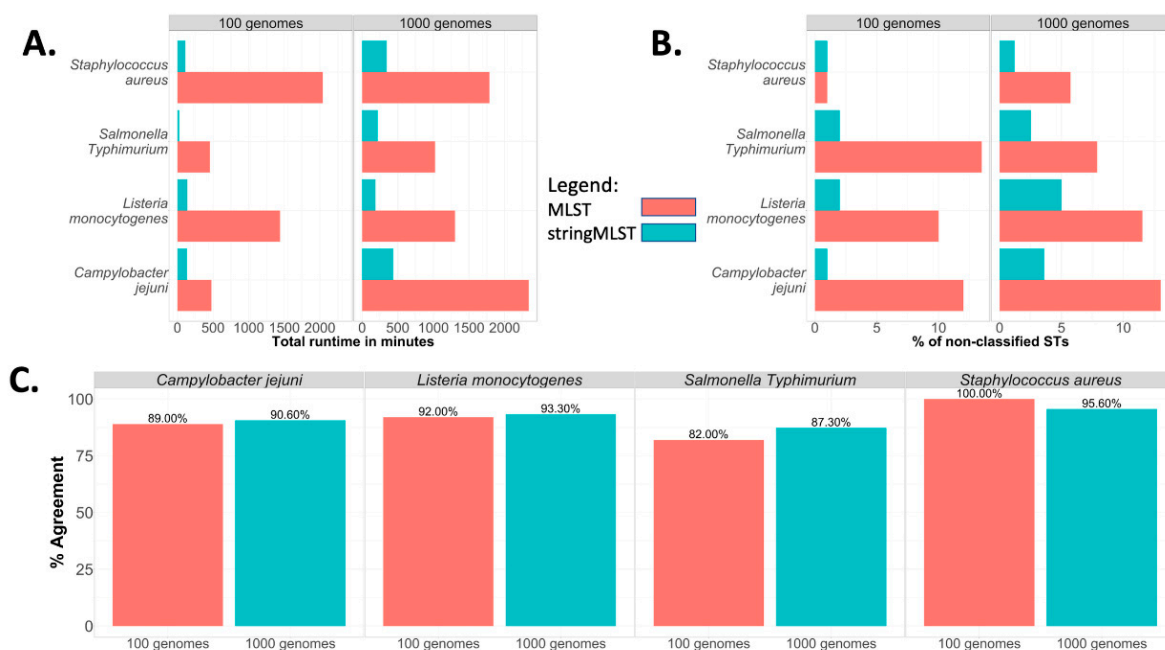 A.
100 genomes
1000 genomes
Staphylococcus
aureus
Salmonella
Typhimurium
Listeria
monocytogenes
Campylobacter
jejuni
0 500 1000 1500 2000 0 500 1000 1500 2000
Total runtime in minutes
Legend:
MLST
stringMLST
B.
100 genomes
1000 genomes
Staphylococcus
aureus
Salmonella
Typhimurium
Listeria
monocytogenes
Campylobacter
jejuni
0 5 10 0 5 10
% of non-classified STs
C.
Campylobacter jejuni
Listeria monocytogenes
Salmonella Typhimurium
Staphylococcus aureus
% Agreement
100
75
50
25
0
89.00%
90.60%
92.00%
93.30%
82.00%
87.30%
100.00%
95.60%
100 genomes 1000 genomes
100 genomes 1000 genomes
100 genomes 1000 genomes
100 genomes 1000 genomes